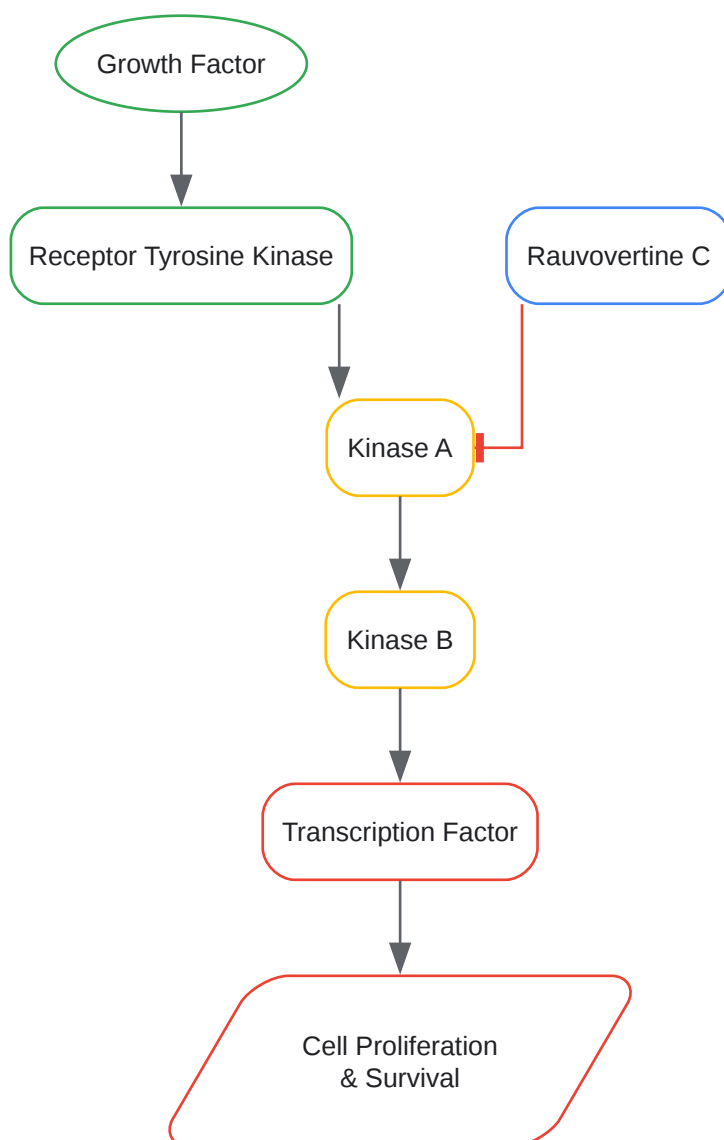 Growth Factor
Receptor Tyrosine Kinase
Rauvovertine C
Kinase A
Kinase B
Transcription Factor
Cell Proliferation
& Survival